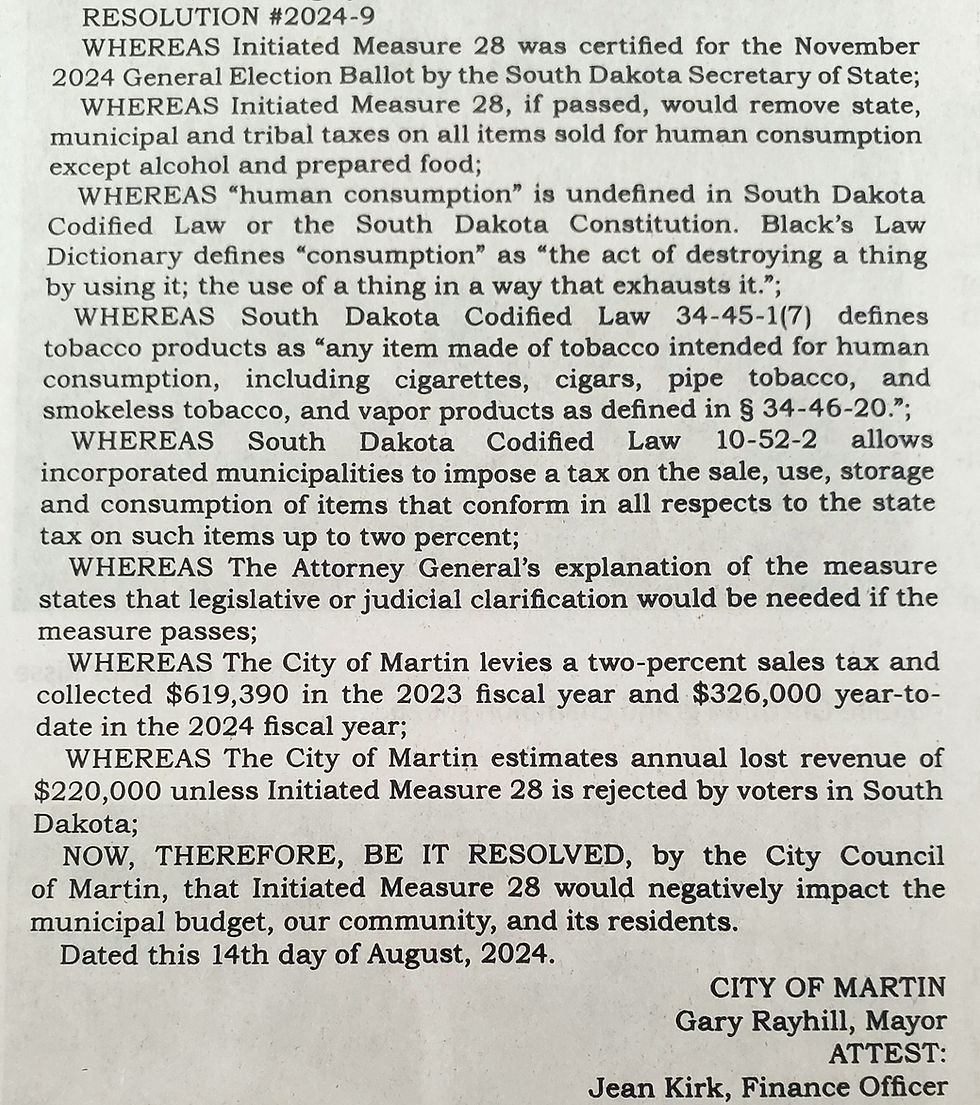 RESOLUTION #2024-9
WHEREAS Initiated Measure 28 was certified for the November
2024 General Election Ballot by the South Dakota Secretary of State;
WHEREAS Initiated Measure 28, if passed, would remove state,
municipal and tribal taxes on all items sold for human consumption
except alcohol and prepared food;
WHEREAS “human consumption” is undefined in South Dakota
Codified Law or the South Dakota Constitution. Black’s Law
Dictionary defines “consumption” as “the act of destroying a thing
by using it; the use of a thing in a way that exhausts it.”;
WHEREAS South Dakota Codified Law 34-45-1(7) defines
tobacco products as “any item made of tobacco intended for human
consumption, including cigarettes, cigars, pipe tobacco, and
smokeless tobacco, and vapor products as defined in § 34-46-20.”;
WHEREAS South Dakota Codified Law 10-52-2 allows
incorporated municipalities to impose a tax on the sale, use, storage
and consumption of items that conform in all respects to the state
tax on such items up to two percent;
WHEREAS The Attorney General’s explanation of the measure
states that legislative or judicial clarification would be needed if the
measure passes;
WHEREAS The City of Martin levies a two-percent sales tax and
collected $619,390 in the 2023 fiscal year and $326,000 year-to-
date in the 2024 fiscal year;
WHEREAS The City of Martin estimates annual lost revenue of
$220,000 unless Initiated Measure 28 is rejected by voters in South
Dakota;
NOW, THEREFORE, BE IT RESOLVED, by the City Council
of Martin, that Initiated Measure 28 would negatively impact the
municipal budget, our community, and its residents.
Dated this 14th day of August, 2024.
CITY OF MARTIN
Gary Rayhill, Mayor
ATTEST:
Jean Kirk, Finance Officer